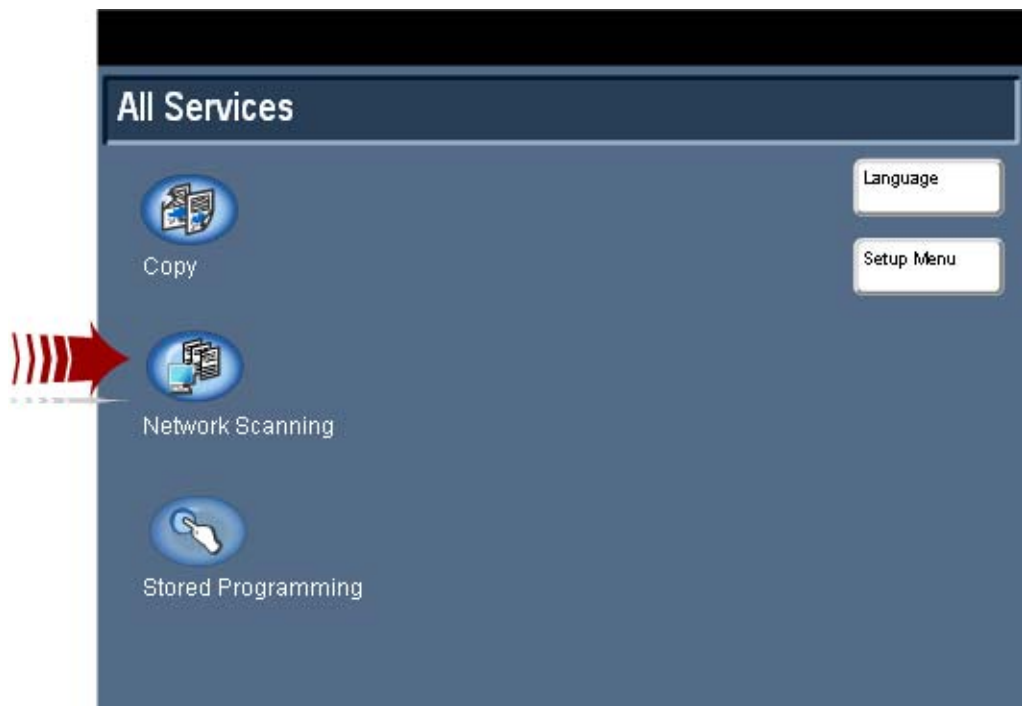 All Services
Copy
Language
Setup Menu
Network Scanning
Stored Programming